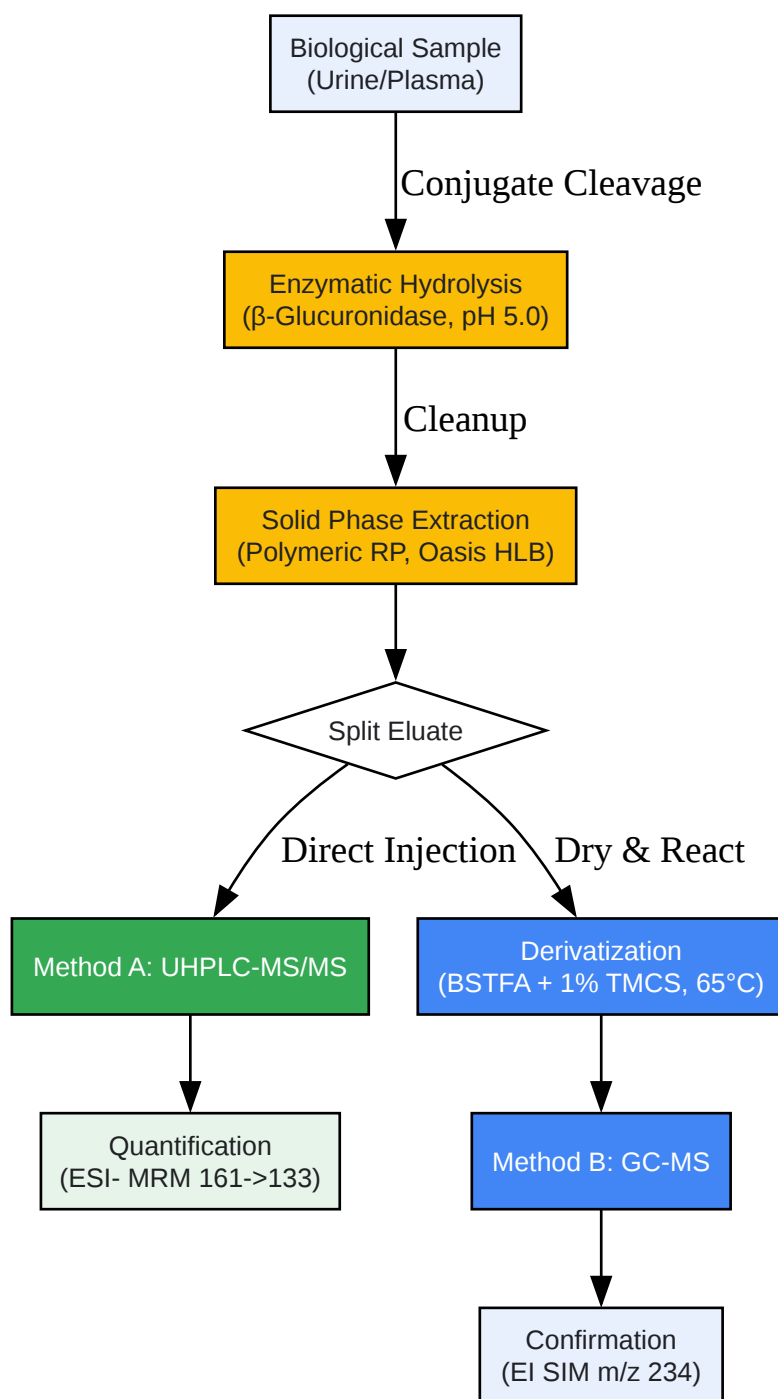 Biological Sample
(Urine/Plasma)
Conjugate Cleavage
Enzymatic Hydrolysis
(β-Glucuronidase, pH 5.0)
Cleanup
Solid Phase Extraction
(Polymeric RP, Oasis HLB)
Split Eluate
Direct Injection
Dry & React
Method A: UHPLC-MS/MS
Derivatization
(BSTFA + 1% TMCS, 65°C)
Quantification
(ESI- MRM 161->133)
Method B: GC-MS
Confirmation
(EI SIM m/z 234)